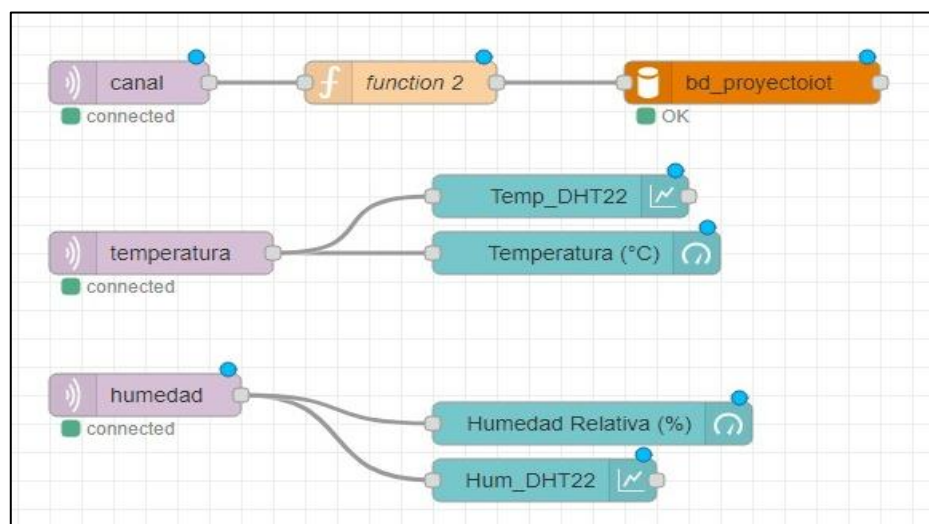 canal
function 2
bd_proyectoiot
connected
OK
Temp_DHT22
temperatura
Temperatura (°C)
connected
humedad
Humedad Relativa (%)
connected
Hum_DHT22